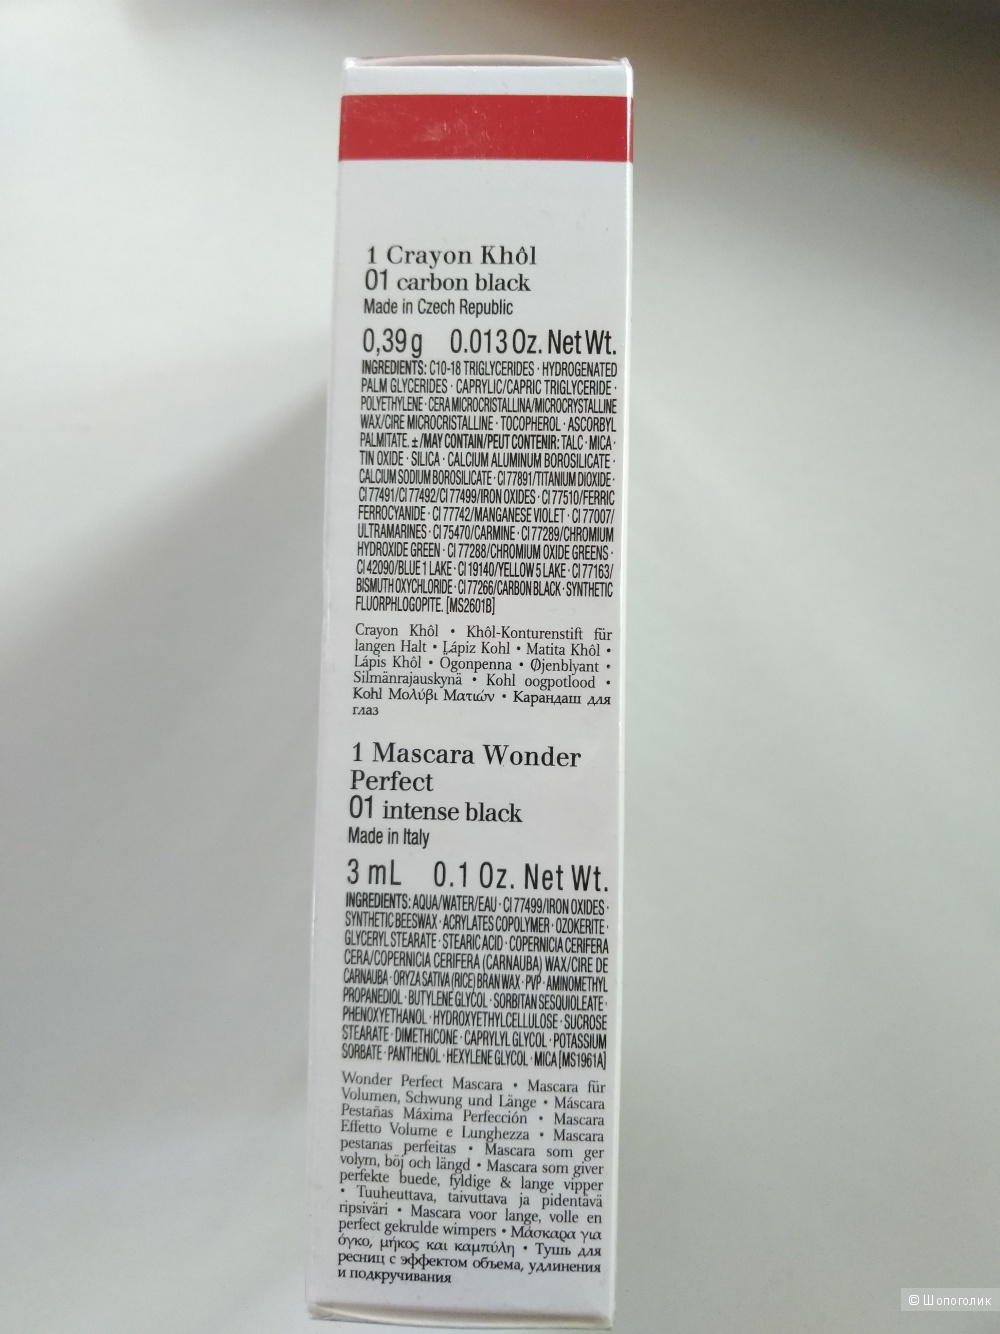 1 Crayon Khôl
01 carbon black
Made in Czech Republic
0,39 g 0.013 Oz. Net Wt.
INGREDIENTS: C10-18 TRIGLYCERIDES · HYDROGENATED
PALM GLYCERIDES · CAPRYLIC/CAPRIC TRIGLYCERIDE ·
POLYETHYLENE · CERA MICROCRISTALLINA/MICROCRYSTALLINE
WAX/CIRE MICROCRISTALLINE · TOCOPHEROL · ASCORBYL
PALMITATE. ±/MAY CONTAIN/PEUT CONTENIR: TALC · MICA ·
TIN OXIDE · SILICA · CALCIUM ALUMINUM BOROSILICATE ·
CALCIUM SODIUM BOROSILICATE · CI 77891/TITANIUM DIOXIDE ·
CI 77491/CI 77492/CI 77499/IRON OXIDES · CI 77510/FERRIC
FERROCYANIDE · CI 77742/MANGANESE VIOLET · CI 77007/
ULTRAMARINES · CI 75470/CARMINE · CI 77289/CHROMIUM
HYDROXIDE GREEN · CI 77288/CHROMIUM OXIDE GREENS ·
CI 42090/BLUE 1 LAKE · CI 19140/YELLOW 5 LAKE · CI 77163/
BISMUTH OXYCHLORIDE · CI 77266/CARBON BLACK · SYNTHETIC
FLUORPHLOGOPITE. [MS2601B]
Crayon Khôl • Khôl-Konturenstift für
langen Halt • Lápiz Kohl • Matita Khôl •
Lápis Khôl • Ögonpenna • Øjenblyant •
Silmänrajauskynä • Kohl oogpotlood •
Kohl Μολύβι Ματιών • Карандаш для
глаз
1 Mascara Wonder
Perfect
01 intense black
Made in Italy
3 mL 0.1 Oz. Net Wt.
INGREDIENTS: AQUA/WATER/EAU · CI 77499/IRON OXIDES ·
SYNTHETIC BEESWAX · ACRYLATES COPOLYMER · OZOKERITE ·
GLYCERYL STEARATE · STEARIC ACID · COPERNICIA CERIFERA
CERA/COPERNICIA CERIFERA (CARNAUBA) WAX/CIRE DE
CARNAUBA · ORYZA SATIVA (RICE) BRAN WAX · PVP · AMINOMETHYL
PROPANEDIOL · BUTYLENE GLYCOL · SORBITAN SESQUIOLEATE ·
PHENOXYETHANOL · HYDROXYETHYLCELLULOSE · SUCROSE
STEARATE · DIMETHICONE · CAPRYLYL GLYCOL · POTASSIUM
SORBATE · PANTHENOL · HEXYLENE GLYCOL · MICA [MS1961A]
Wonder Perfect Mascara • Mascara für
Volumen, Schwung und Länge • Máscara
Pestañas Máxima Perfección • Mascara
Effetto Volume e Lunghezza • Mascara
pestanas perfeitas • Mascara som ger
volym, böj och längd • Mascara som giver
perfekte buede, fyldige & lange vipper
• Tuuheuttava, taivuttava ja pidentävä
ripsiväri • Mascara voor lange, volle en
perfect gekrulde wimpers • Μάσκαρα για
όγκο, μήκος και καμπύλη • Тушь для
ресниц с эффектом объема, удлинения
и подкручивания
© Шопоголик